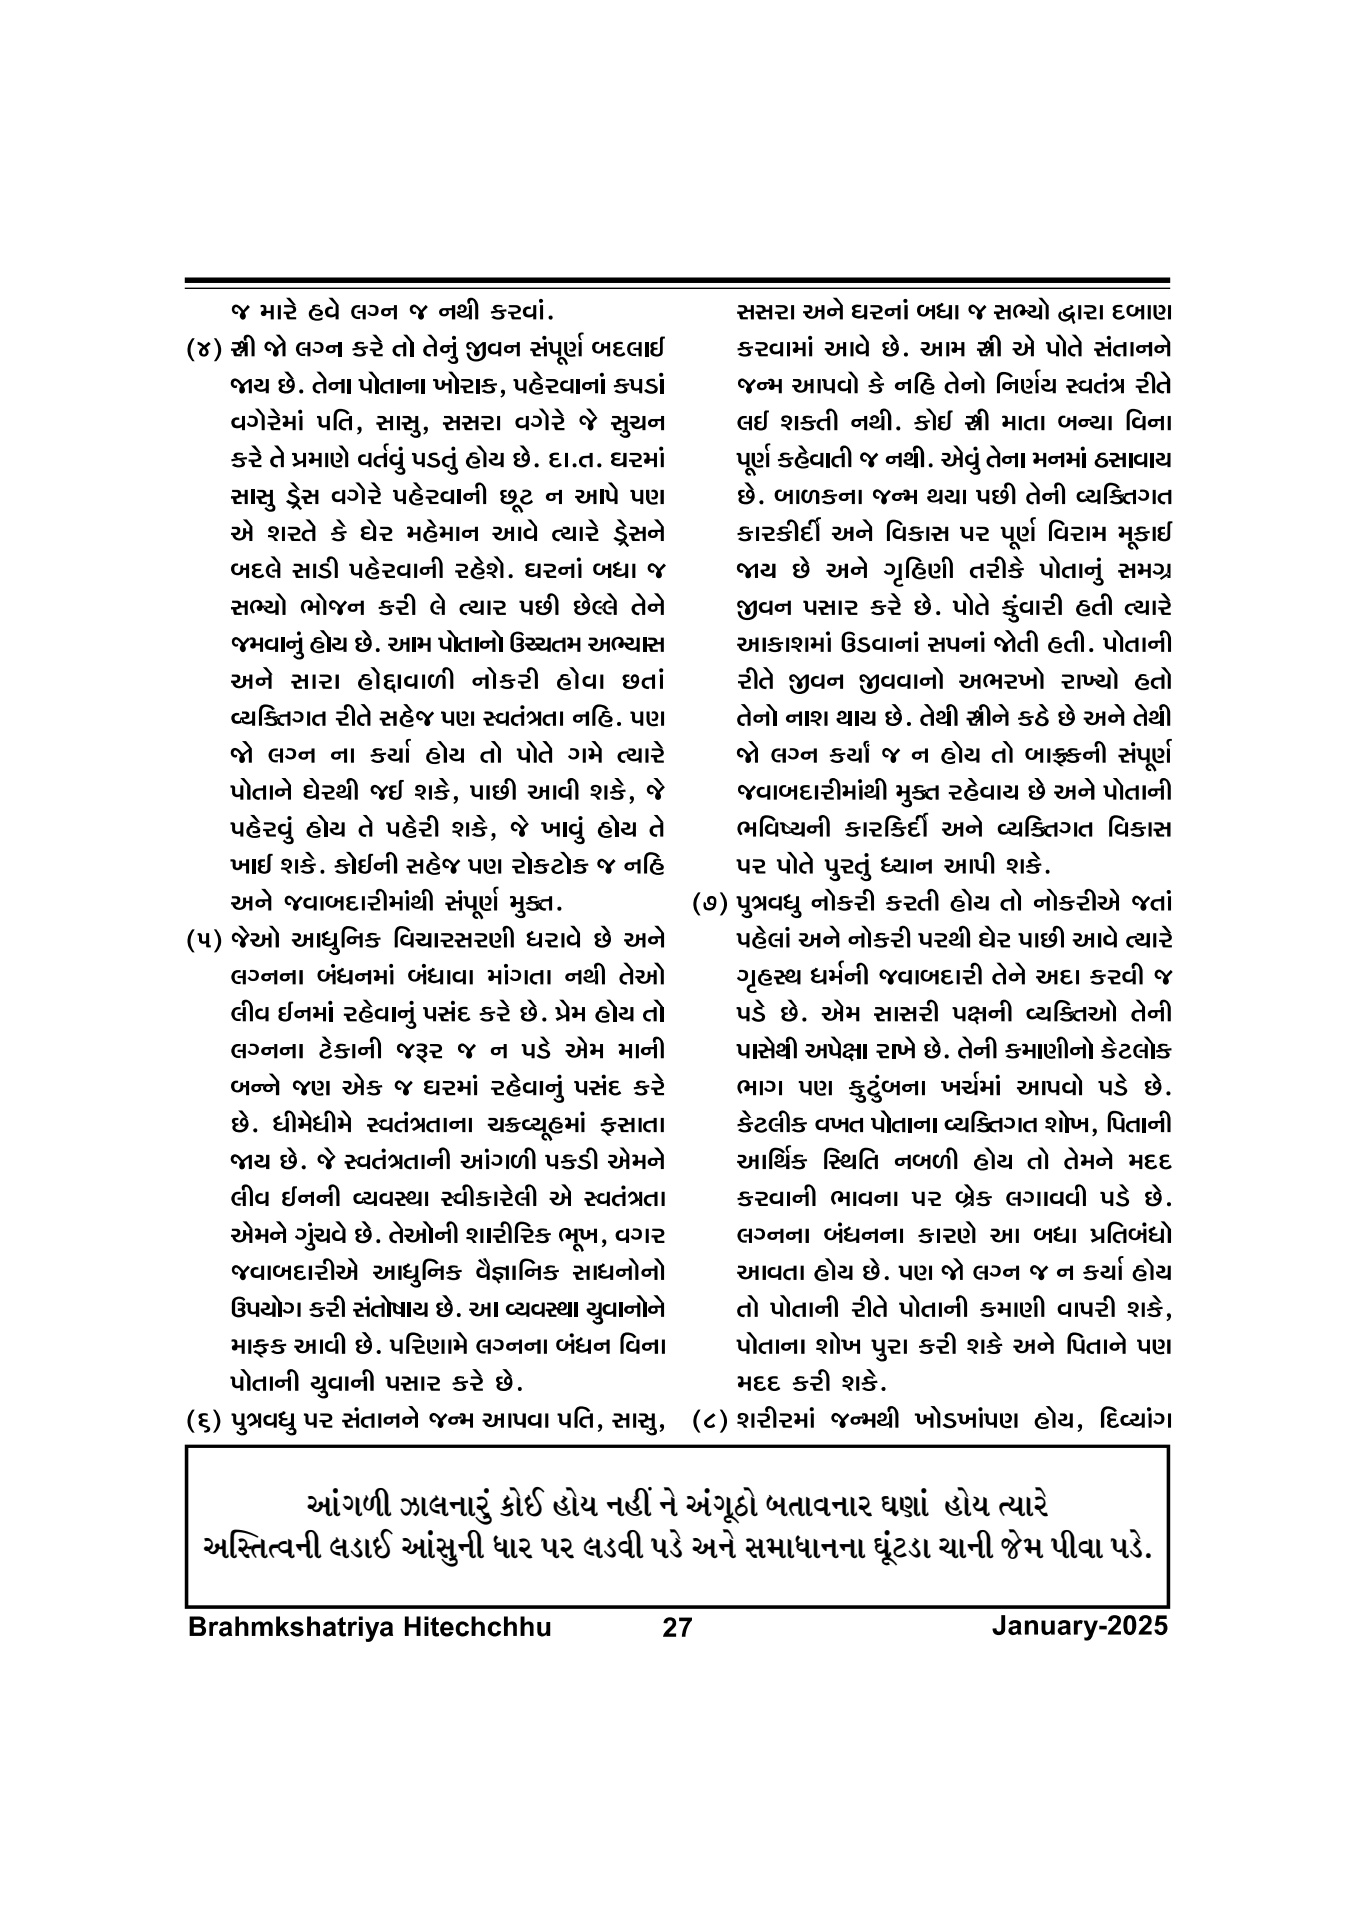 જ મારે હવે લગ્ન જ નથી કરવાં.
(૪) સ્ત્રી જો લગ્ન કરે તો તેનું જીવન સંપૂર્ણ બદલાઈ
જાય છે. તેના પોતાના ખોરાક, પહેરવાનાં કપડાં
વગેરેમાં પતિ, સાસુ, સસરા વગેરે જે સુચન
કરે તે પ્રમાણે વર્તવું પડતું હોય છે. દા.ત. ઘરમાં
સાસુ ડ્રેસ વગેરે પહેરવાની છૂટ ન આપે પણ
એ શરતે કે ઘેર મહેમાન આવે ત્યારે ડ્રેસને
બદલે સાડી પહેરવાની રહેશે. ઘરનાં બધા જ
સભ્યો ભોજન કરી લે ત્યાર પછી છેલ્લે તેને
જમવાનું હોય છે. આમ પોતાનો ઉચ્ચતમ અભ્યાસ
અને સારા હોદ્દાવાળી નોકરી હોવા છતાં
વ્યક્તિગત રીતે સહેજ પણ સ્વતંત્રતા નહિ. પણ
જો લગ્ન ના કર્યા હોય તો પોતે ગમે ત્યારે
પોતાને ઘેરથી જઈ શકે, પાછી આવી શકે, જે
પહેરવું હોય તે પહેરી શકે, જે ખાવું હોય તે
ખાઈ શકે. કોઈની સહેજ પણ રોકટોક જ નહિ
અને જવાબદારીમાંથી સંપૂર્ણ મુક્ત.
(૫) જેઓ આધુનિક વિચારસરણી ધરાવે છે અને
લગ્નના બંધનમાં બંધાવા માંગતા નથી તેઓ
લીવ ઈનમાં રહેવાનું પસંદ કરે છે. પ્રેમ હોય તો
લગ્નના ટેકાની જરૂર જ ન પડે એમ માની
બન્ને જણ એક જ ઘરમાં રહેવાનું પસંદ કરે
છે. ધીમેધીમે સ્વતંત્રતાના ચક્રવ્યૂહમાં ફસાતા
જાય છે. જે સ્વતંત્રતાની આંગળી પકડી એમને
લીવ ઈનની વ્યવસ્થા સ્વીકારેલી એ સ્વતંત્રતા
એમને ગુંચવે છે. તેઓની શારીરિક ભૂખ, વગર
જવાબદારીએ આધુનિક વૈજ્ઞાનિક સાધનોનો
ઉપયોગ કરી સંતોષાય છે. આ વ્યવસ્થા યુવાનોને
માફક આવી છે. પરિણામે લગ્નના બંધન વિના
પોતાની યુવાની પસાર કરે છે.
(૬) પુત્રવધુ પર સંતાનને જન્મ આપવા પતિ, સાસુ,
સસરા અને ઘરનાં બધા જ સભ્યો દ્વારા દબાણ
કરવામાં આવે છે. આમ સ્ત્રી એ પોતે સંતાનને
જન્મ આપવો કે નહિ તેનો નિર્ણય સ્વતંત્ર રીતે
લઈ શકતી નથી. કોઈ સ્ત્રી માતા બન્યા વિના
પૂર્ણ કહેવાતી જ નથી. એવું તેના મનમાં ઠસાવાય
છે. બાળકના જન્મ થયા પછી તેની વ્યક્તિગત
કારકીર્દી અને વિકાસ પર પૂર્ણ વિરામ મૂકાઈ
જાય છે અને ગૃહિણી તરીકે પોતાનું સમગ્ર
જીવન પસાર કરે છે. પોતે કુંવારી હતી ત્યારે
આકાશમાં ઉડવાનાં સપનાં જોતી હતી. પોતાની
રીતે જીવન જીવવાનો અભરખો રાખ્યો હતો
તેનો નાશ થાય છે. તેથી સ્ત્રીને કઠે છે અને તેથી
જો લગ્ન કર્યાં જ ન હોય તો બાફ્રકની સંપૂર્ણ
જવાબદારીમાંથી મુક્ત રહેવાય છે અને પોતાની
ભવિષ્યની કારકિર્દી અને વ્યક્તિગત વિકાસ
પર પોતે પુરતું ધ્યાન આપી શકે.
(૭) પુત્રવધુ નોકરી કરતી હોય તો નોકરીએ જતાં
પહેલાં અને નોકરી પરથી ઘેર પાછી આવે ત્યારે
ગૃહસ્થ ધર્મની જવાબદારી તેને અદા કરવી જ
પડે છે. એમ સાસરી પક્ષની વ્યક્તિઓ તેની
પાસેથી અપેક્ષા રાખે છે. તેની કમાણીનો કેટલોક
ભાગ પણ કુટુંબના ખર્ચમાં આપવો પડે છે.
કેટલીક વખત પોતાના વ્યક્તિગત શોખ, પિતાની
આર્થિક સ્થિતિ નબળી હોય તો તેમને મદદ
કરવાની ભાવના પર બ્રેક લગાવવી પડે છે.
લગ્નના બંધનના કારણે આ બધા પ્રતિબંધો
આવતા હોય છે. પણ જો લગ્ન જ ન કર્યા હોય
તો પોતાની રીતે પોતાની કમાણી વાપરી શકે,
પોતાના શોખ પુરા કરી શકે અને પિતાને પણ
મદદ કરી શકે.
(૮) શરીરમાં જન્મથી ખોડખાંપણ હોય, દિવ્યાંગ
આંગળી ઝાલનારું કોઈ હોય નહીં ને અંગૂઠો બતાવનાર ઘણાં હોય ત્યારે
અસ્તિત્વની લડાઈ આંસુની ધાર પર લડવી પડે અને સમાધાનના ઘૂંટડા ચાની જેમ પીવા પડે.
Brahmkshatriya Hitechchhu 27 January-2025